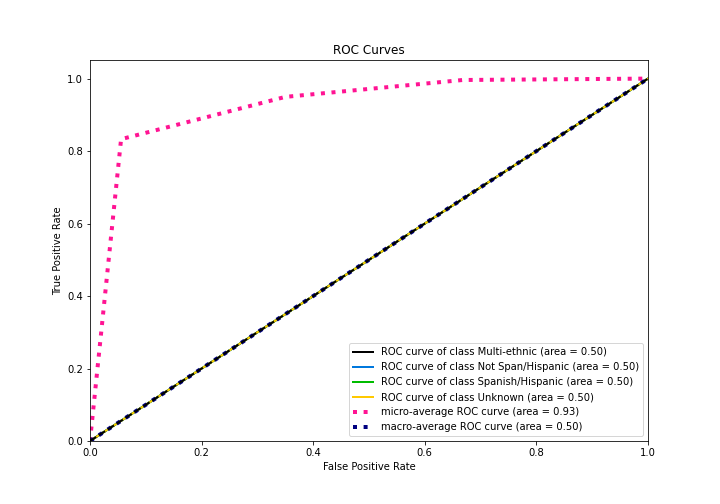 ROC Curves
True Positive Rate
1.0
0.8
0.6
0.4
0.2
0.0
0.0 0.2 0.4 0.6 0.8 1.0
False Positive Rate
ROC curve of class Multi-ethnic (area = 0.50)
ROC curve of class Not Span/Hispanic (area = 0.50)
ROC curve of class Spanish/Hispanic (area = 0.50)
ROC curve of class Unknown (area = 0.50)
micro-average ROC curve (area = 0.93)
macro-average ROC curve (area = 0.50)